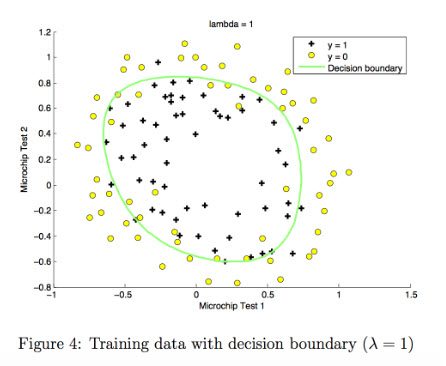 lambda = 1
1.2
1
0.8
0.6
0.4
0.2
0
−0.2
−0.4
−0.6
−0.8
−1
−0.5
0
0.5
1
1.5
Microchip Test 2
Microchip Test 1
y = 1
y = 0
Decision boundary
Figure 4: Training data with decision boundary (λ = 1)